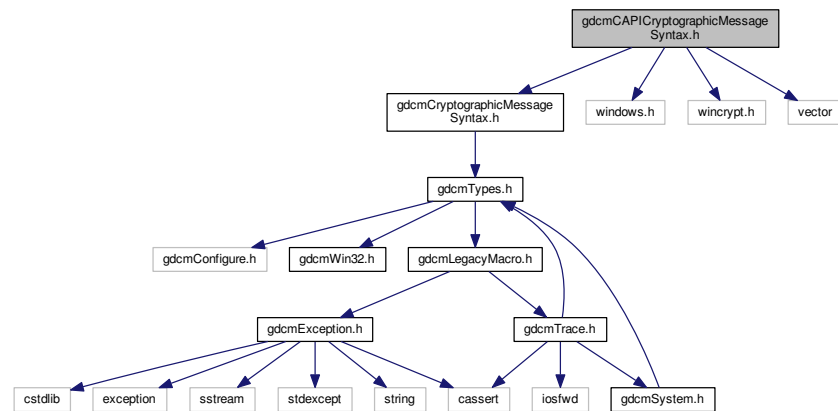 gdcmCAPICryptographicMessage
Syntax.h
gdcmCryptographicMessage
Syntax.h
windows.h
wincrypt.h
vector
gdcmTypes.h
gdcmConfigure.h
gdcmWin32.h
gdcmLegacyMacro.h
gdcmException.h
gdcmTrace.h
cstdlib
exception
sstream
stdexcept
string
cassert
iosfwd
gdcmSystem.h